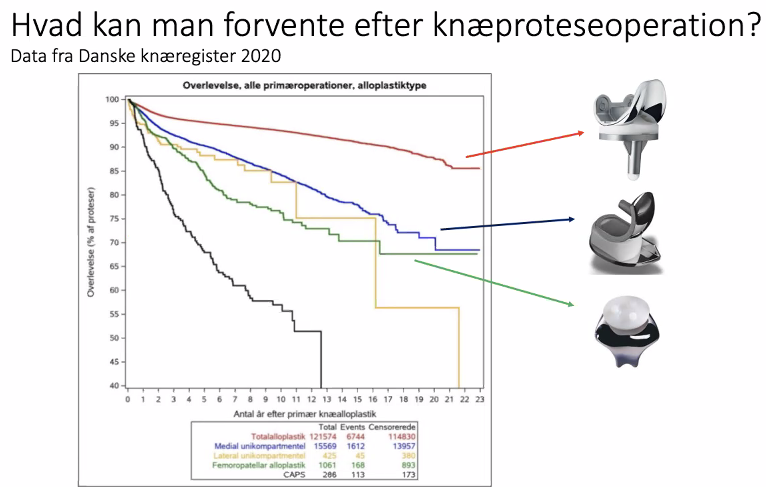 Hvad kan man forvente efter knæproteseoperation?
Data fra Danske knæregister 2020
Overlevelse, alle primæroperationer, alloplastiktype
Overlevelse (% af proteser)
100
95
90
85
80
75
70
65
60
55
50
45
40
0 1 2 3 4 5 6 7 8 9 10 11 12 13 14 15 16 17 18 19 20 21 22 23
Antal år efter primær knæalloplastik
Total Events Censorerede
Totalalloplastik 121574 6744 114830
Medial unikompartmentel 15569 1612 13957
Lateral unikompartmentel 425 45 380
Femoropatellar alloplastik 1061 168 893
CAPS 286 113 173